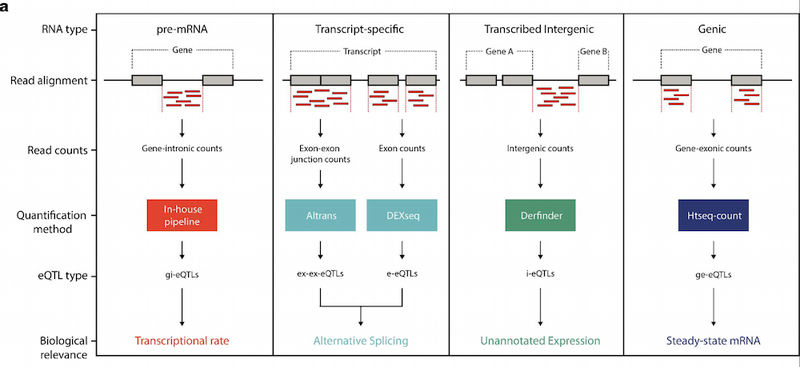 a
RNA type
pre-mRNA
Transcript-specific
Transcribed Intergenic
Genic
Gene
Transcript
Gene A
Gene B
Gene
Read alignment
Read counts
Gene-intronic counts
Exon-exon
junction counts
Exon counts
Intergenic counts
Gene-exonic counts
Quantification
method
In-house
pipeline
Altrans
DEXseq
Derfinder
Htseq-count
eQTL type
gi-eQTLs
ex-ex-eQTLs
e-eQTLs
i-eQTLs
ge-eQTLs
Biological
relevance
Transcriptional rate
Alternative Splicing
Unannotated Expression
Steady-state mRNA